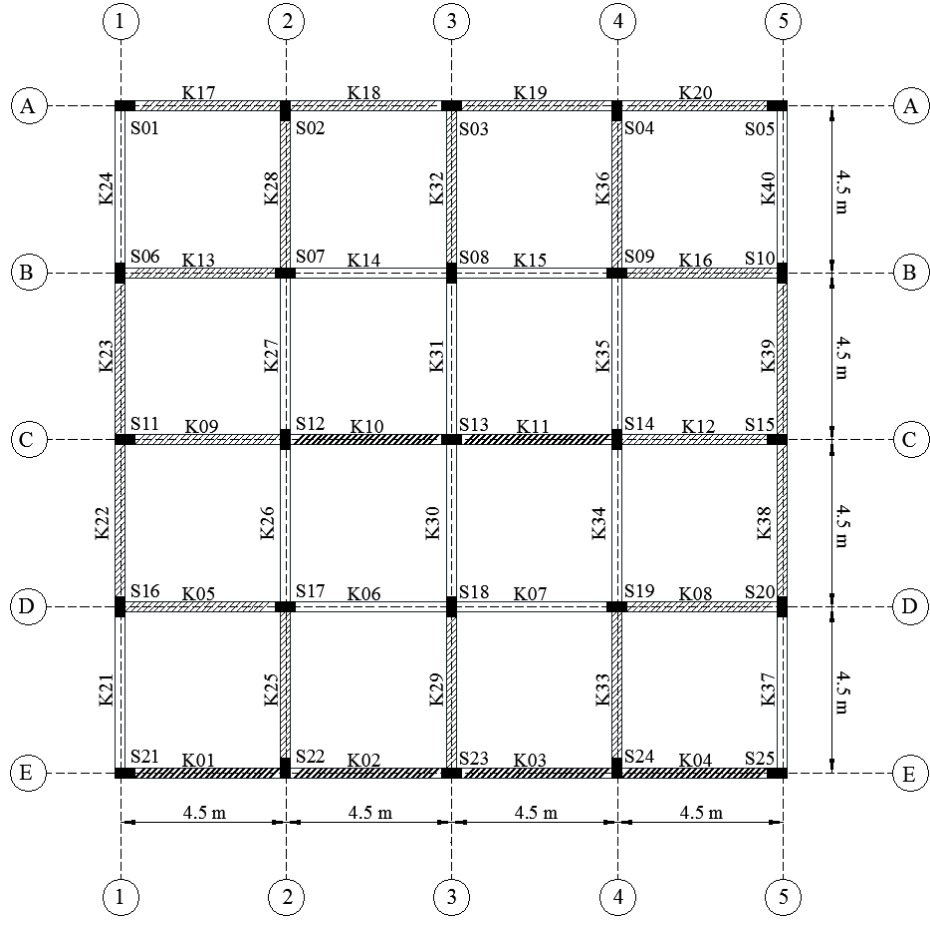 1 2 3 4 5
A K17 K18 K19 K20 A
S01 S02 S03 S04 S05
K24 K28 K32 K36 K40 4.5 m
B S06 K13 S07 K14 S08 K15 S09 K16 S10 B
K23 K27 K31 K35 K39 4.5 m
C S11 K09 S12 K10 S13 K11 S14 K12 S15 C
K22 K26 K30 K34 K38 4.5 m
D S16 K05 S17 K06 S18 K07 S19 K08 S20 D
K21 K25 K29 K33 K37 4.5 m
E S21 K01 S22 K02 S23 K03 S24 K04 S25 E
4.5 m 4.5 m 4.5 m 4.5 m
1 2 3 4 5